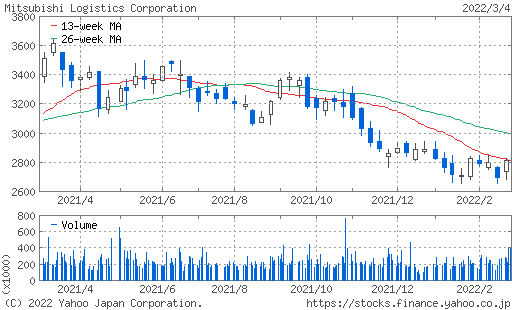 Mitsubishi Logistics Corporation 2022/3/4
3800
13-week MA
26-week MA
3600
3400
3200
3000
2800
2600
2021/4 2021/6 2021/8 2021/10 2021/12 2022/2
800
Volume
600
400
200
0
(x1000)
2021/4 2021/6 2021/8 2021/10 2021/12 2022/2
(C) 2022 Yahoo Japan Corporation. https://stocks.finance.yahoo.co.jp/